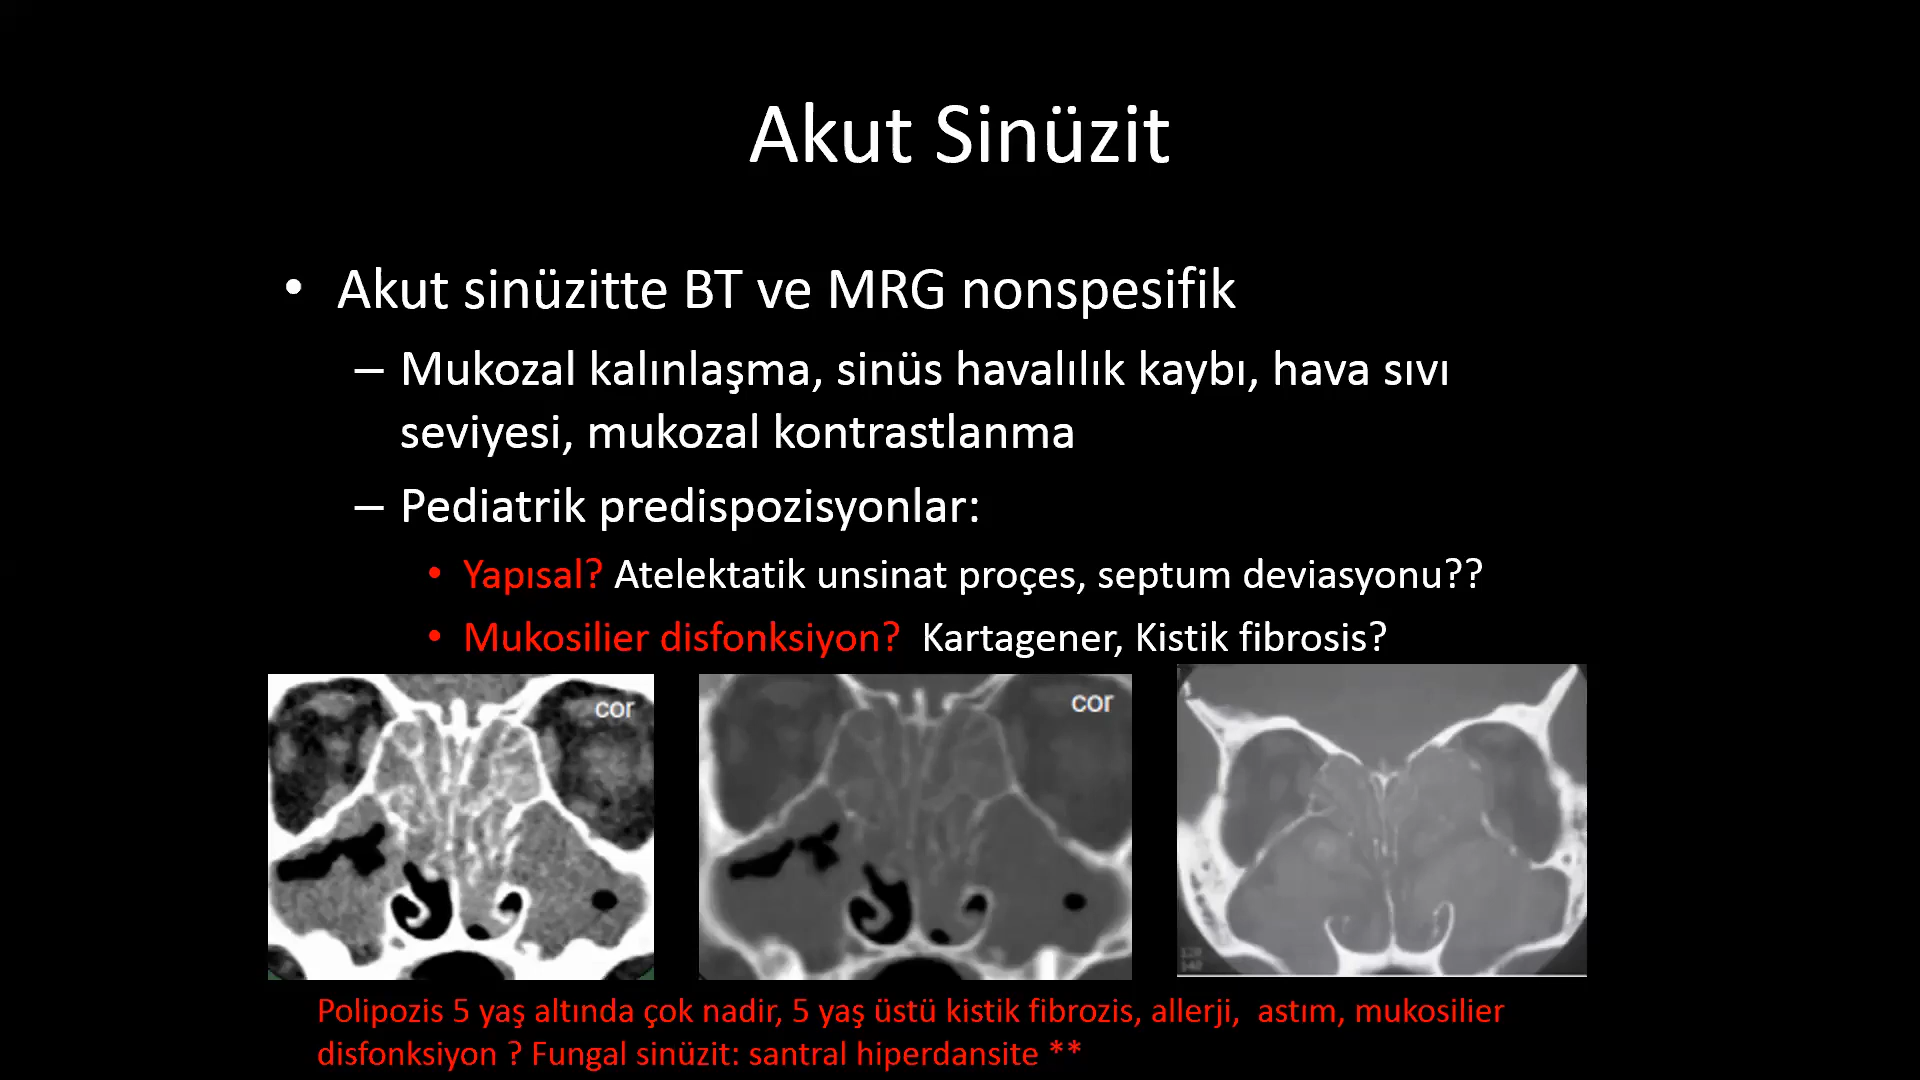 Akut Sinüzit
• Akut sinüzitte BT ve MRG nonspesifik
– Mukozal kalınlaşma, sinüs havalılık kaybı, hava sıvı
seviyesi, mukozal kontrastlanma
– Pediatrik predispozisyonlar:
• Yapısal? Atelektatik unsinat proçes, septum deviasyonu??
• Mukosilier disfonksiyon? Kartagener, Kistik fibrosis?
cor
cor
Polipozis 5 yaş altında çok nadir, 5 yaş üstü kistik fibrozis, allerji, astım, mukosilier
disfonksiyon ? Fungal sinüzit: santral hiperdansite **